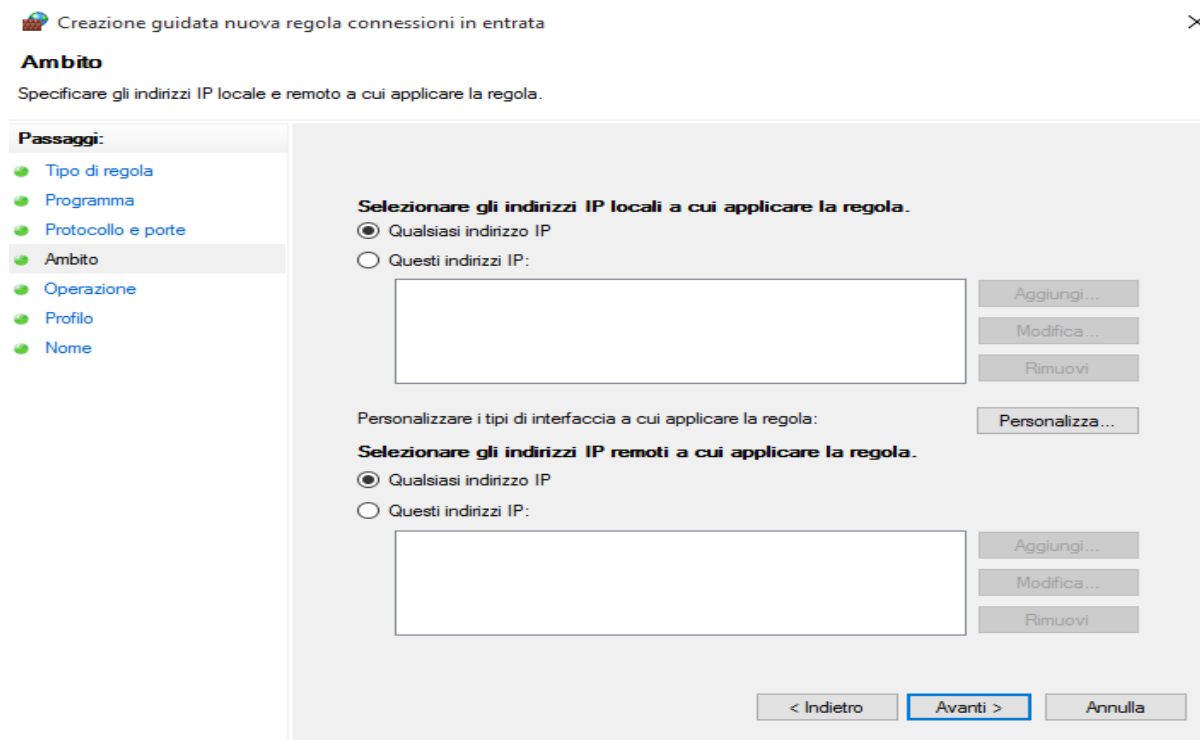 Creazione guidata nuova regola connessioni in entrata
Ambito
Specificare gli indirizzi IP locale e remoto a cui applicare la regola.
Passaggi:
Tipo di regola
Programma
Protocollo e porte
Ambito
Operazione
Profilo
Nome
Selezionare gli indirizzi IP locali a cui applicare la regola.
Qualsiasi indirizzo IP
Questi indirizzi IP:
Aggiungi...
Modifica...
Rimuovi
Personalizzare i tipi di interfaccia a cui applicare la regola:
Personalizza...
Selezionare gli indirizzi IP remoti a cui applicare la regola.
Qualsiasi indirizzo IP
Questi indirizzi IP:
Aggiungi...
Modifica...
Rimuovi
< Indietro
Avanti >
Annulla